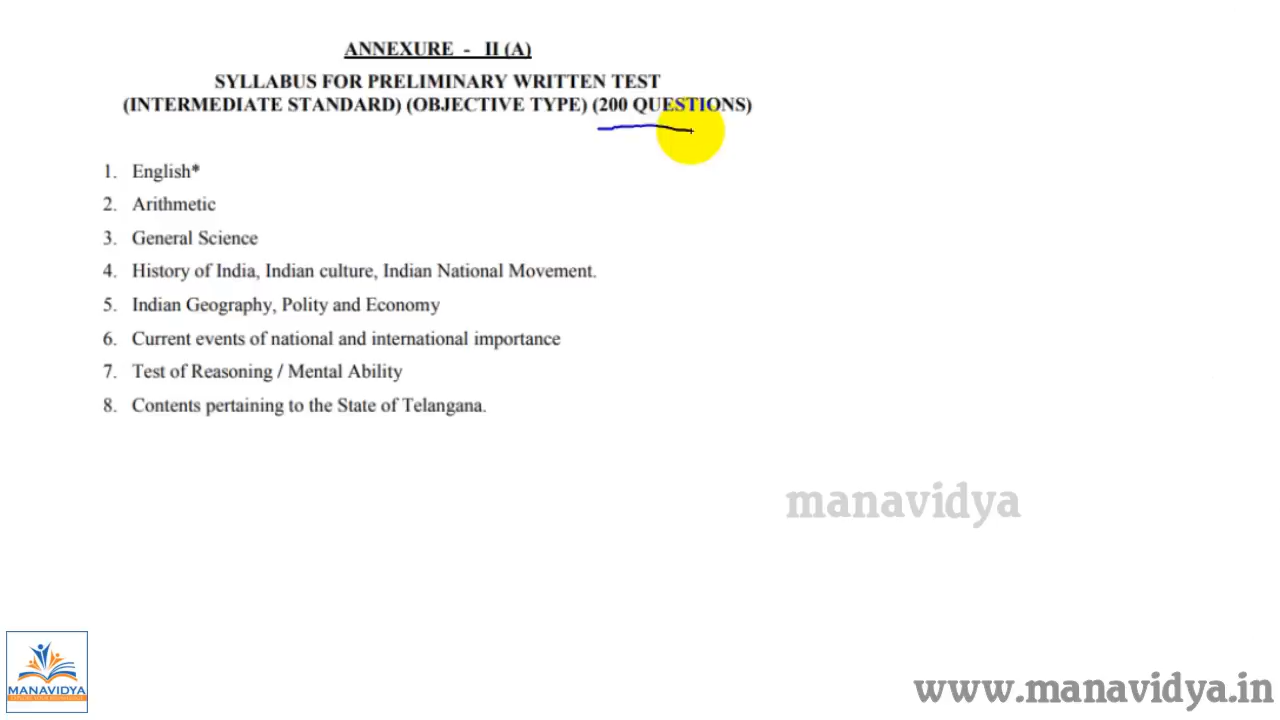 ANNEXURE - II (A)
SYLLABUS FOR PRELIMINARY WRITTEN TEST
(INTERMEDIATE STANDARD) (OBJECTIVE TYPE) (200 QUESTIONS)
1. English*
2. Arithmetic
3. General Science
4. History of India, Indian culture, Indian National Movement.
5. Indian Geography, Polity and Economy
6. Current events of national and international importance
7. Test of Reasoning / Mental Ability
8. Contents pertaining to the State of Telangana.
manavidya
MANAVIDYA
www.manavidya.in